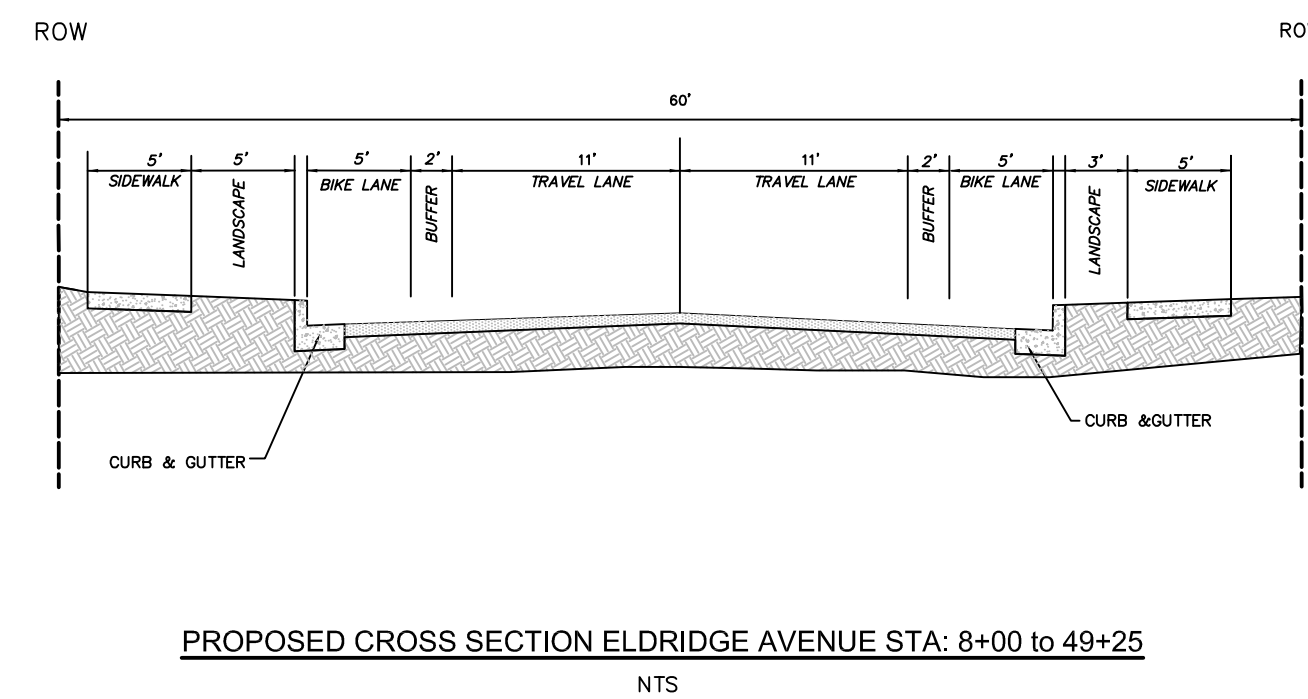 ROW
ROW
60'
5' 5' 5' 2' 11' 11' 2' 5' 3' 5'
SIDEWALK LANDSCAPE BIKE LANE BUFFER TRAVEL LANE TRAVEL LANE BUFFER BIKE LANE LANDSCAPE SIDEWALK
CURB &GUTTER
CURB & GUTTER
PROPOSED CROSS SECTION ELDRIDGE AVENUE STA: 8+00 to 49+25
NTS